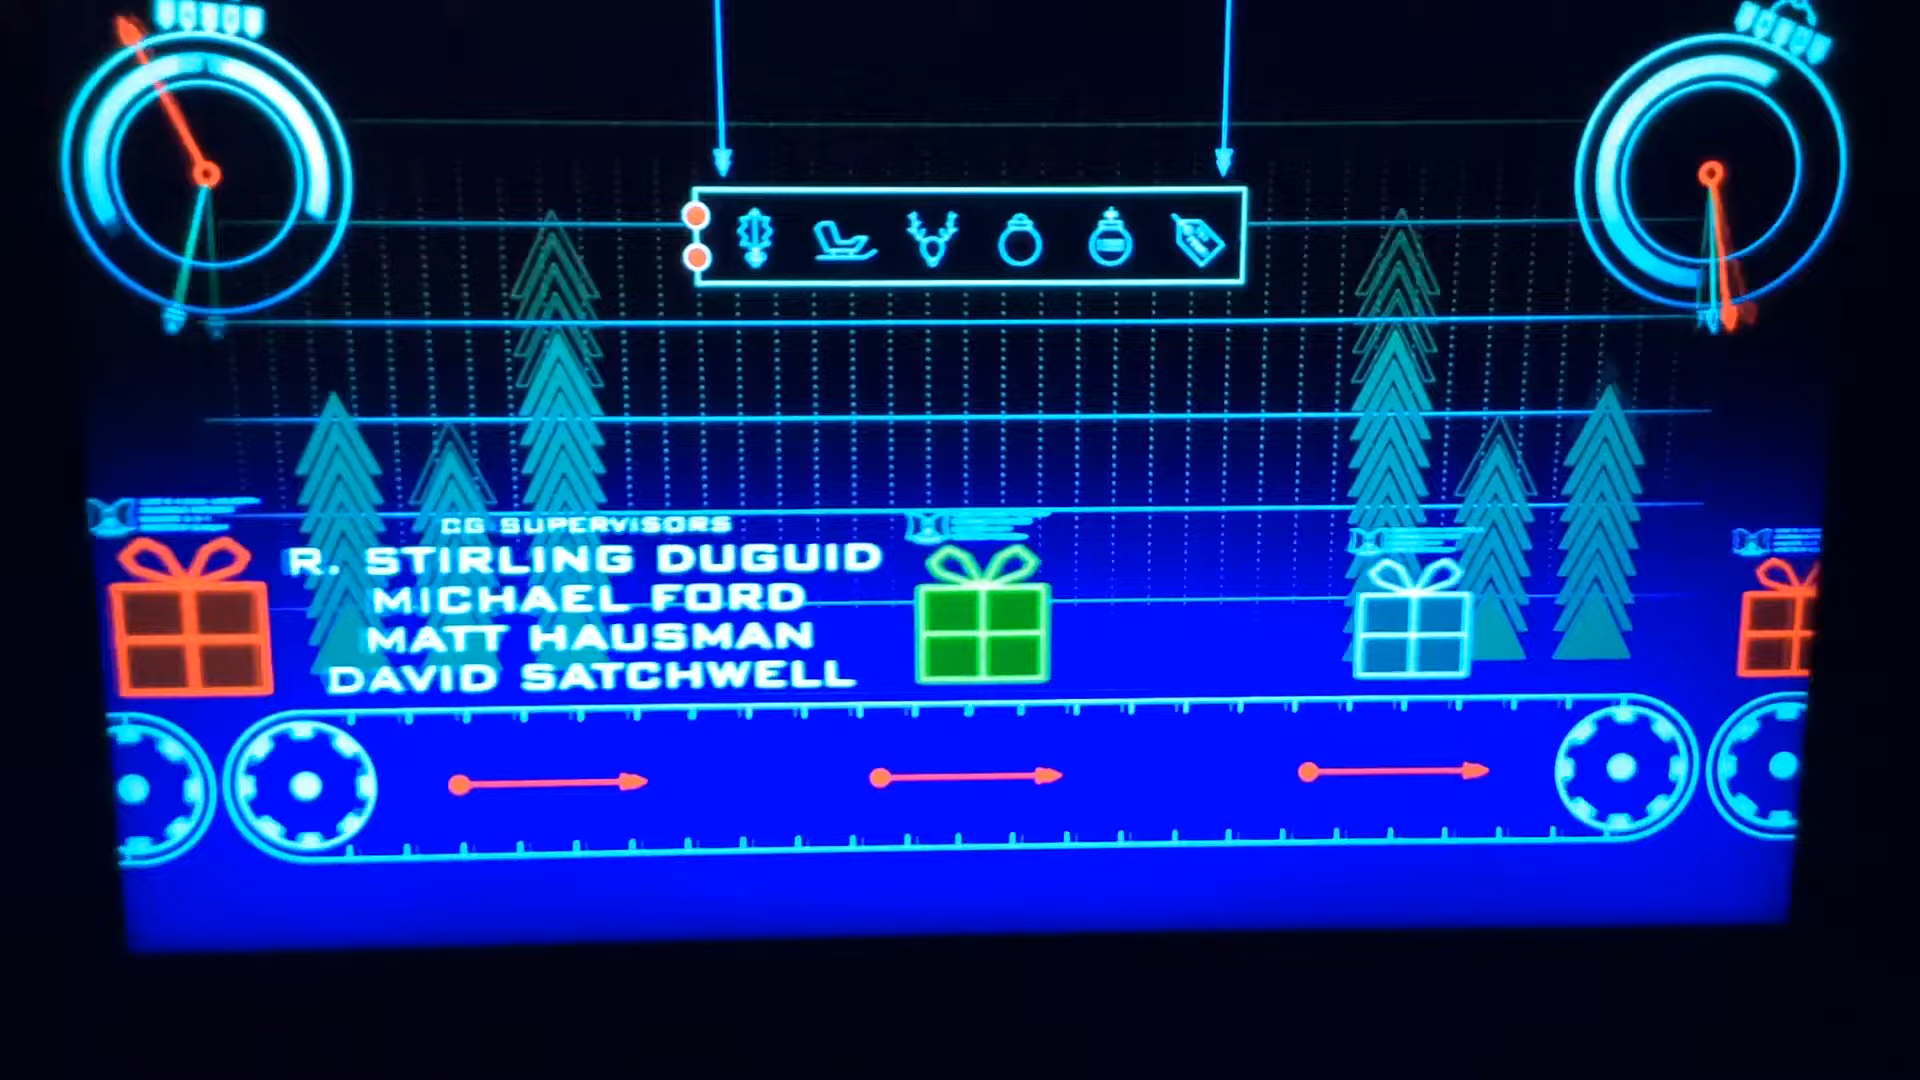 CG SUPERVISORS
R. STIRLING DUGUID
MICHAEL FORD
MATT HAUSMAN
DAVID SATCHWELL